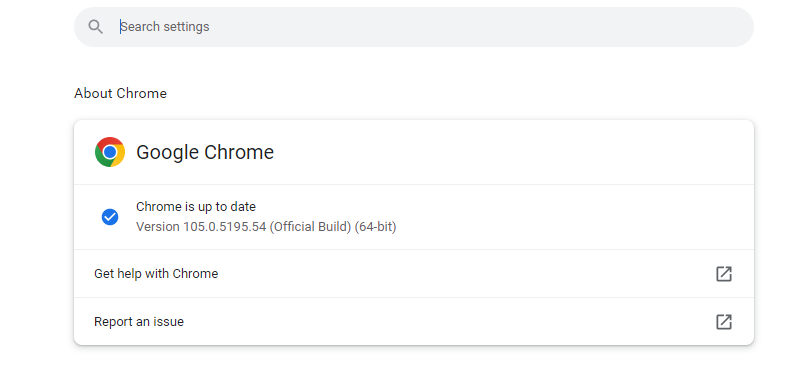 Search settings
About Chrome
Google Chrome
Chrome is up to date
Version 105.0.5195.54 (Official Build) (64-bit)
Get help with Chrome
Report an issue